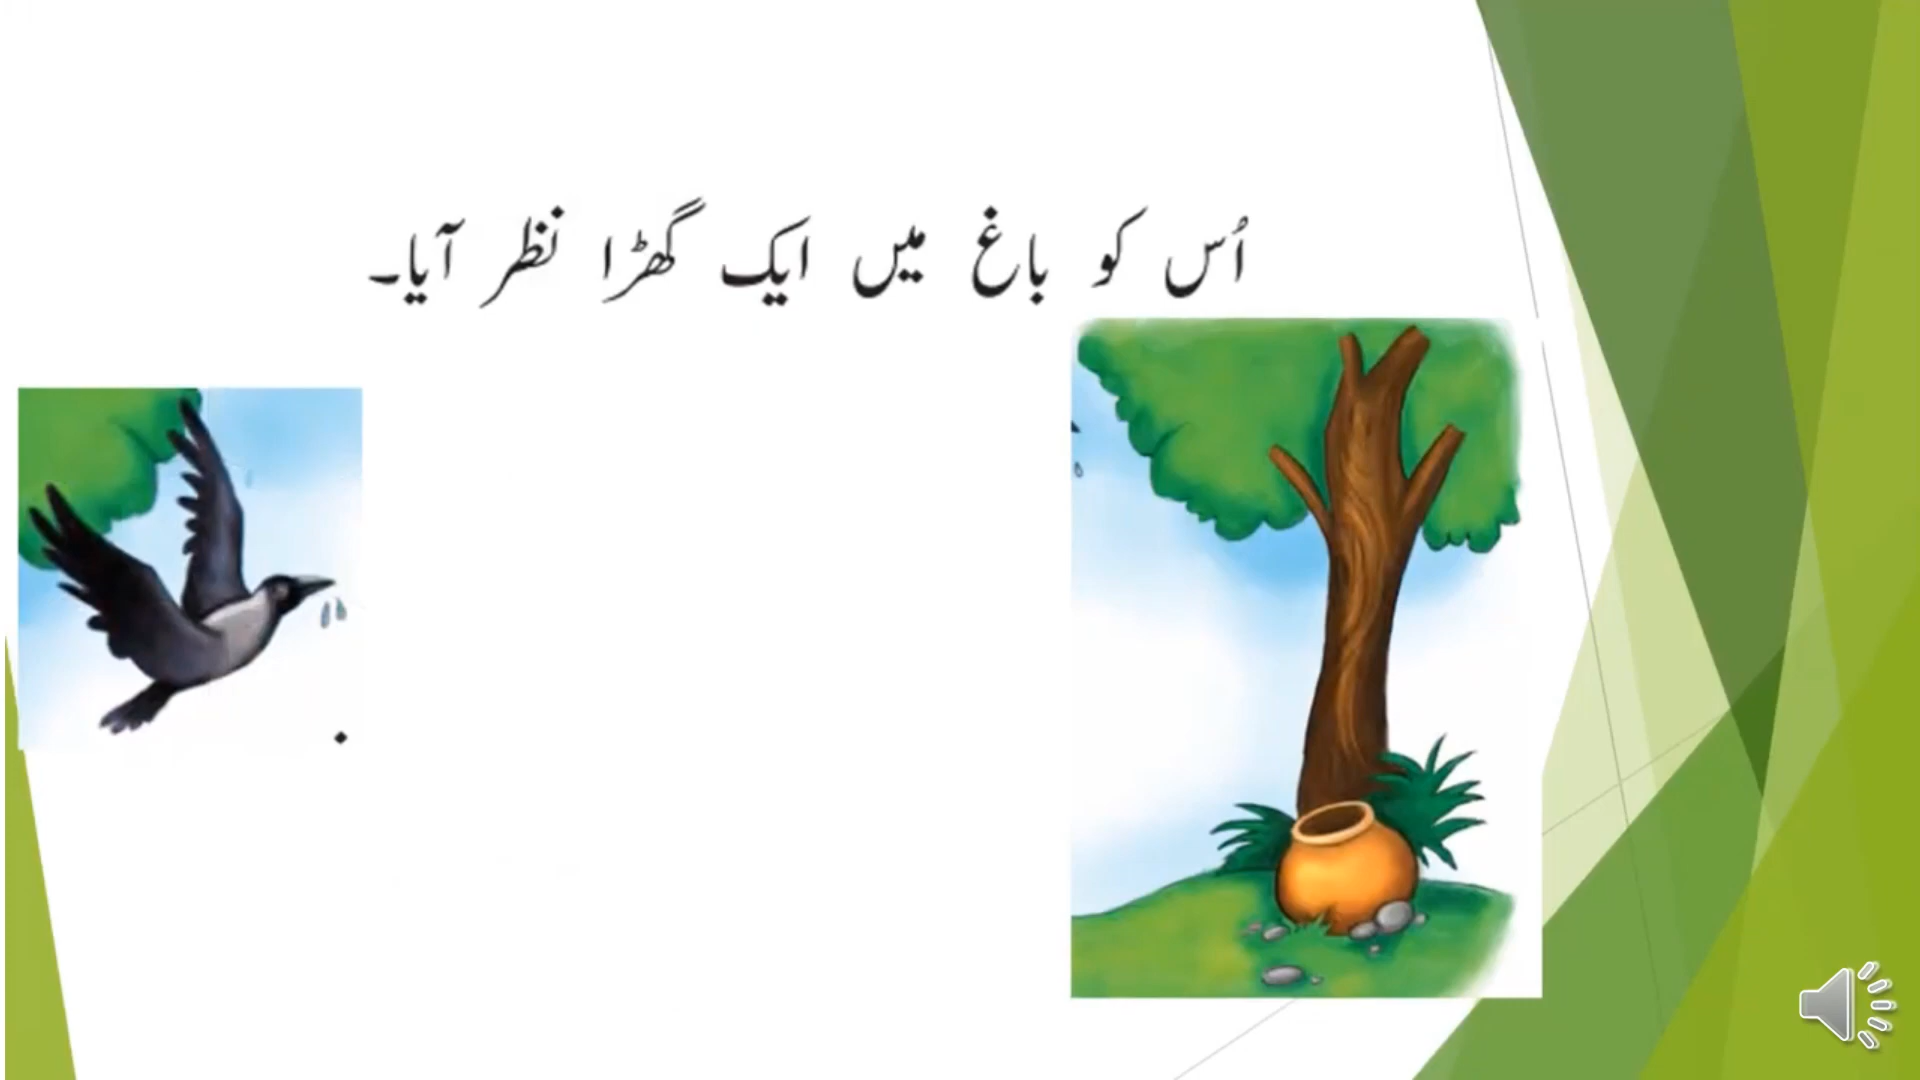 اُس کو باغ میں ایک گھڑا نظر آیا۔